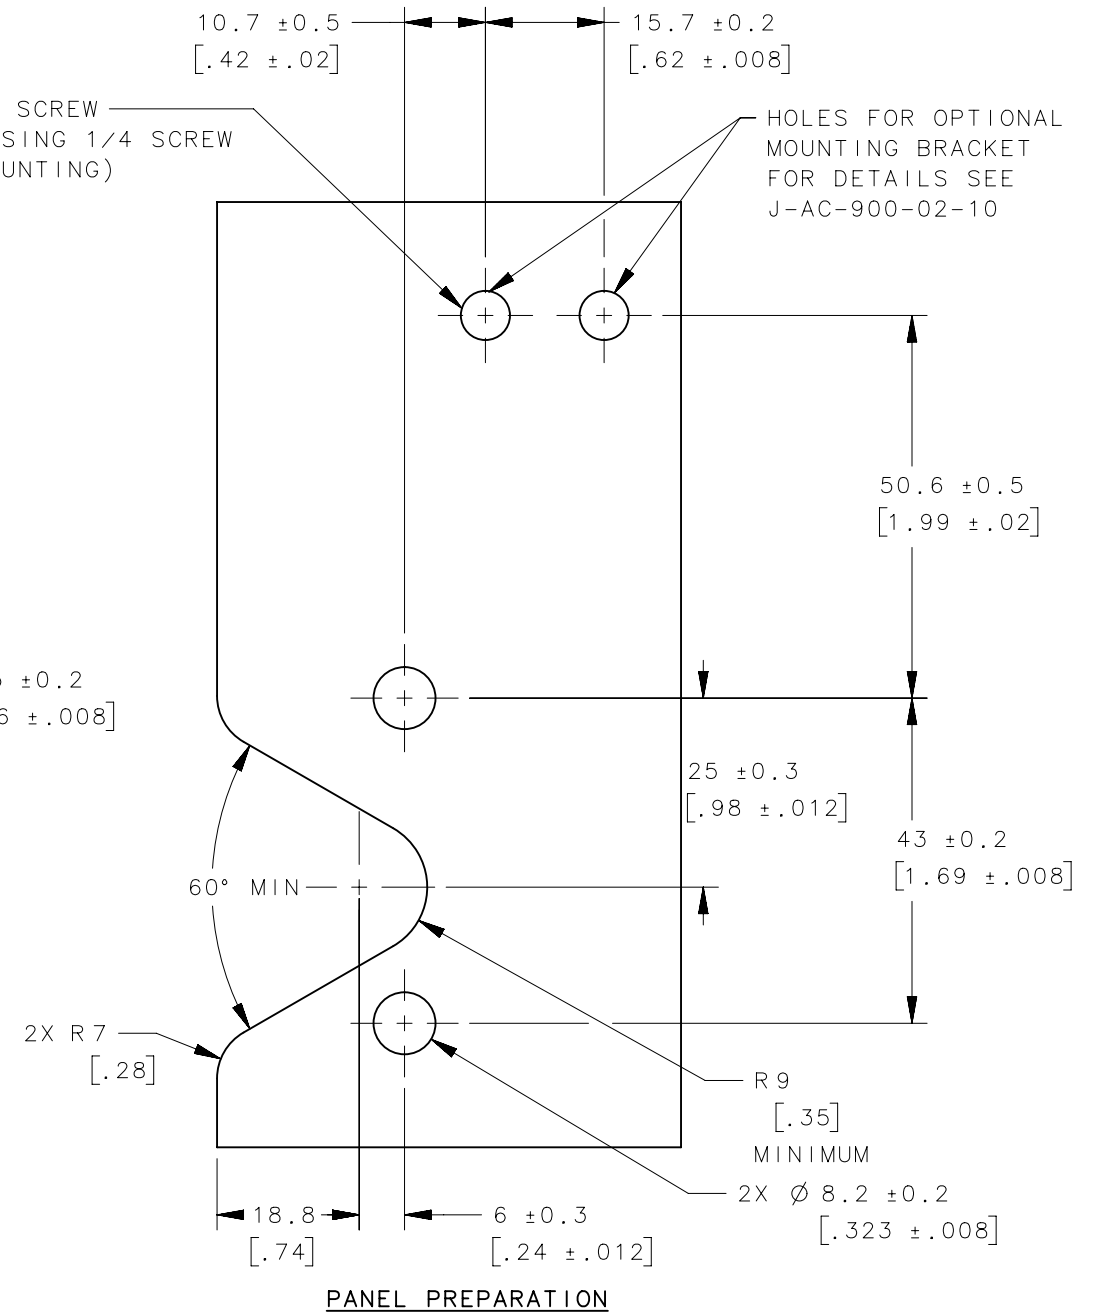 10.7 ±0.5
[.42 ±.02]
15.7 ±0.2
[.62 ±.008]
SCREW
SING 1/4 SCREW
UNTING)
HOLES FOR OPTIONAL
MOUNTING BRACKET
FOR DETAILS SEE
J-AC-900-02-10
50.6 ±0.5
[1.99 ±.02]
±0.2
6 ±.008]
25 ±0.3
[.98 ±.012]
43 ±0.2
[1.69 ±.008]
60° MIN
2X R7
[.28]
R9
[.35]
MINIMUM
2X Ø 8.2 ±0.2
[.323 ±.008]
18.8
[.74]
6 ±0.3
[.24 ±.012]
PANEL PREPARATION